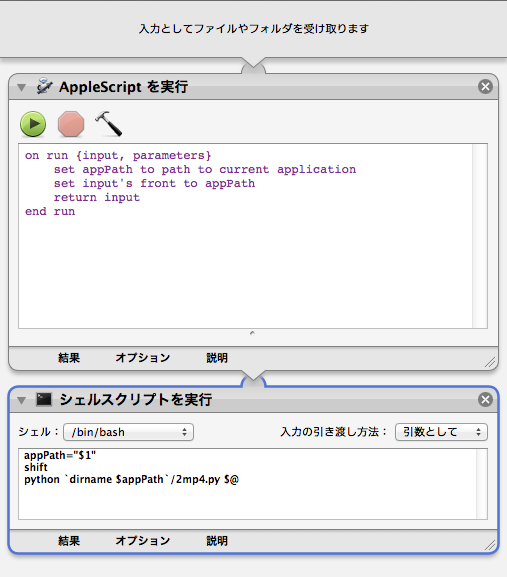 入力としてファイルやフォルダを受け取ります
AppleScript を実行
on run {input, parameters}
set appPath to path to current application
set input's front to appPath
return input
end run
結果 オプション 説明
シェルスクリプトを実行
シェル： /bin/bash 入力の引き渡し方法： 引数として
appPath="$1"
shift
python `dirname $appPath`/2mp4.py $@
結果 オプション 説明